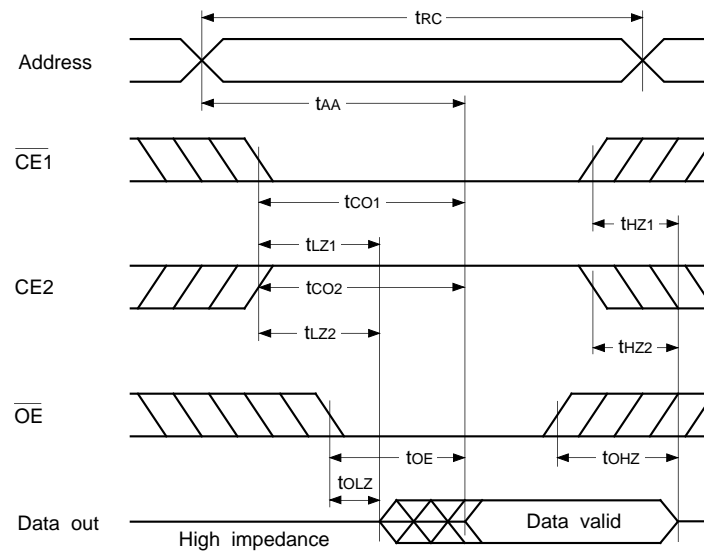 tRC
Address
tAA
CE1
tCO1
tHZ1
tLZ1
CE2
tCO2
tLZ2
tHZ2
OE
tOE
tOHZ
tOLZ
Data out
High impedance
Data valid